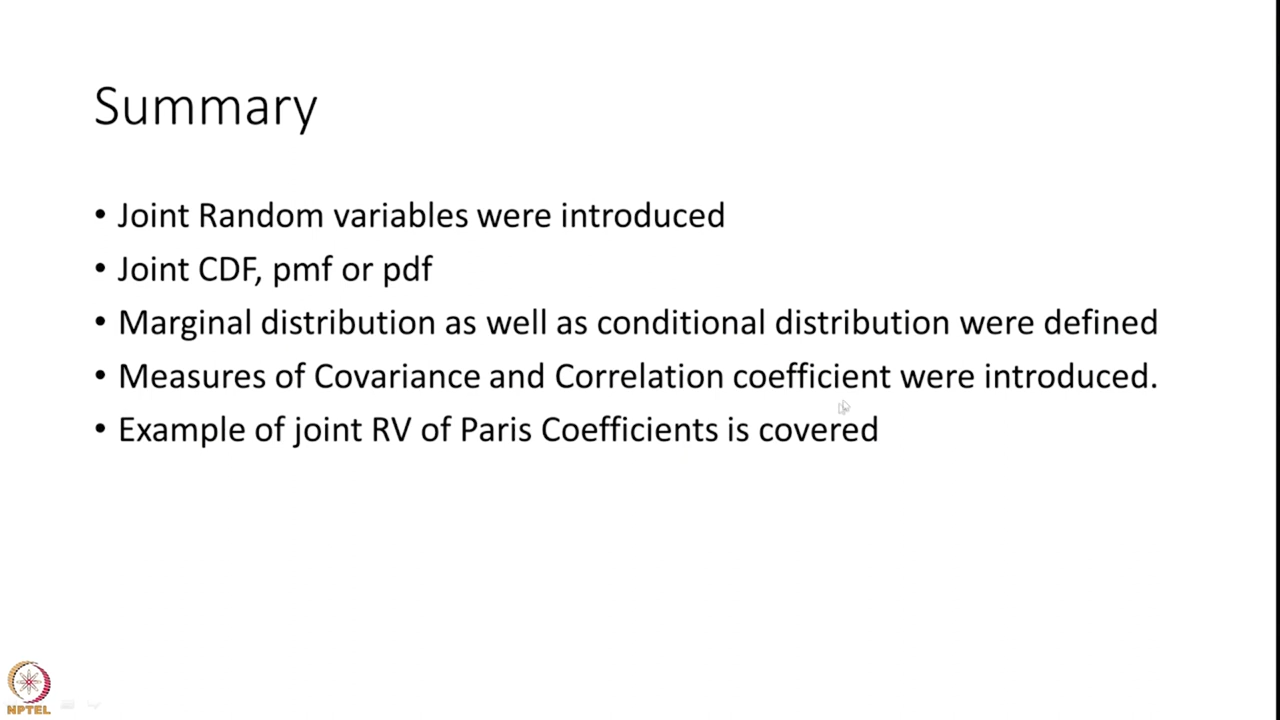 Summary
• Joint Random variables were introduced
• Joint CDF, pmf or pdf
• Marginal distribution as well as conditional distribution were defined
• Measures of Covariance and Correlation coefficient were introduced.
• Example of joint RV of Paris Coefficients is covered
NPTEL